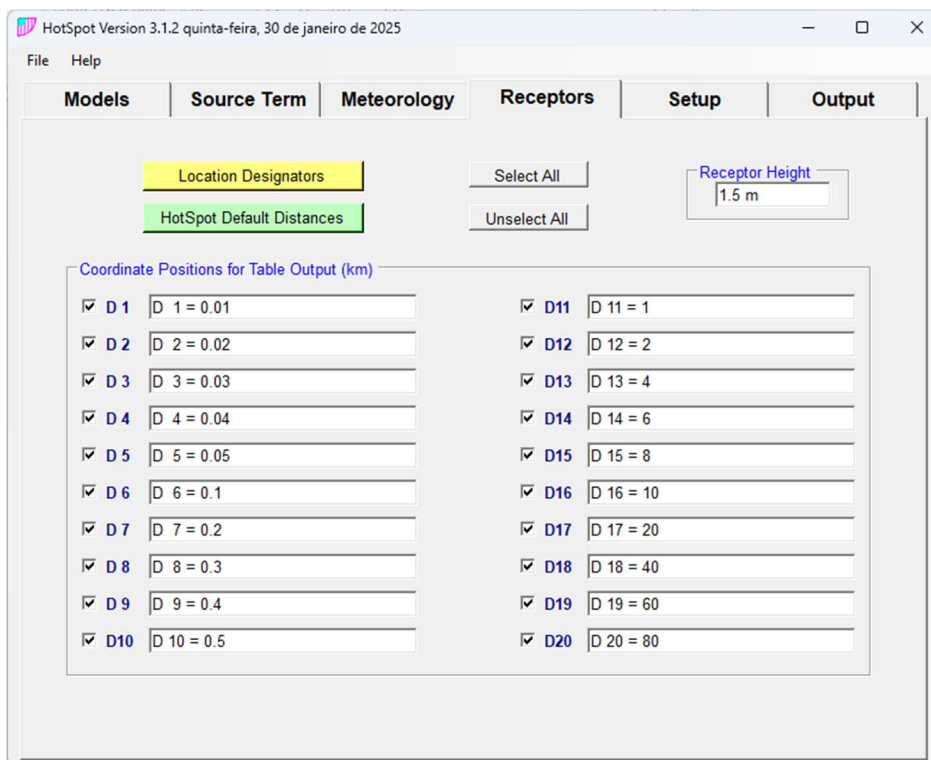 HotSpot Version 3.1.2 quinta-feira, 30 de janeiro de 2025
File Help
Models Source Term Meteorology Receptors Setup Output
Location Designators Select All Receptor Height
1.5 m
HotSpot Default Distances Unselect All
Coordinate Positions for Table Output (km)
D 1 D 1 = 0.01 D11 D 11 = 1
D 2 D 2 = 0.02 D12 D 12 = 2
D 3 D 3 = 0.03 D13 D 13 = 4
D 4 D 4 = 0.04 D14 D 14 = 6
D 5 D 5 = 0.05 D15 D 15 = 8
D 6 D 6 = 0.1 D16 D 16 = 10
D 7 D 7 = 0.2 D17 D 17 = 20
D 8 D 8 = 0.3 D18 D 18 = 40
D 9 D 9 = 0.4 D19 D 19 = 60
D10 D 10 = 0.5 D20 D 20 = 80